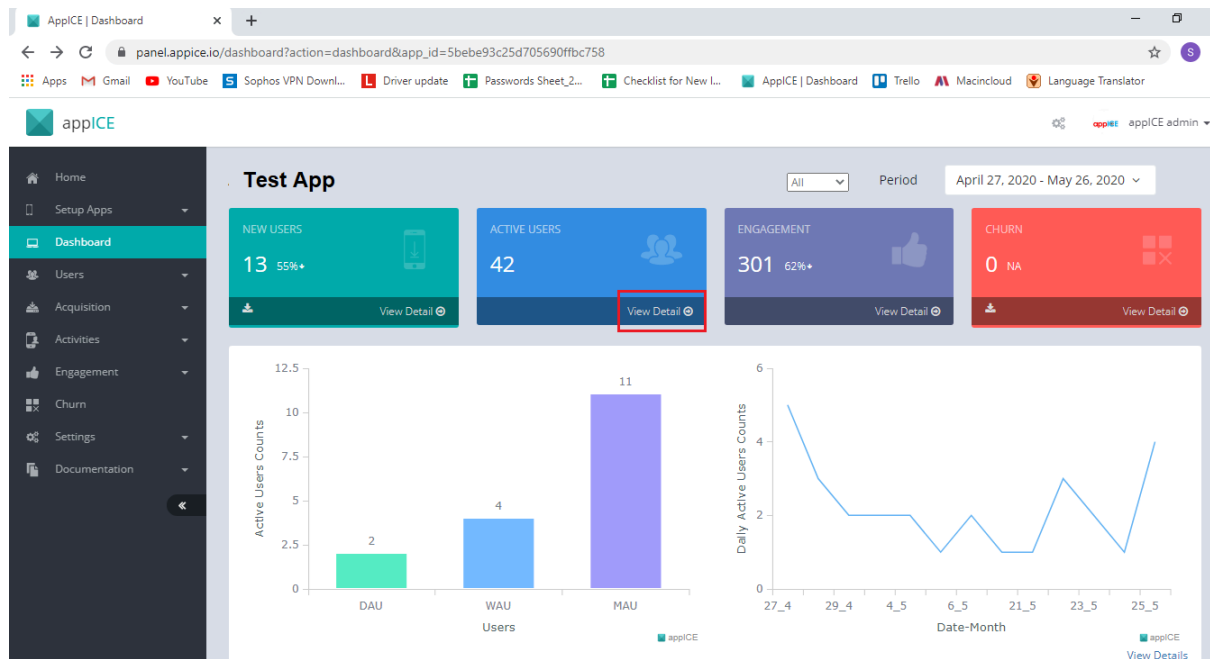 AppICE | Dashboard
panel.appice.io/dashboard?action=dashboard&app_id=5bebe93c25d705690ffbc758
S
Apps Gmail YouTube Sophos VPN Downl... Driver update Passwords Sheet_2... Checklist for New I... AppICE | Dashboard Trello Macincloud Language Translator
appICE
appICE appICE admin
Home
Setup Apps
Dashboard
Users
Acquisition
Activities
Engagement
Churn
Settings
Documentation
Test App
All
Period
April 27, 2020 - May 26, 2020
NEW USERS
13 55%
View Detail
ACTIVE USERS
42
View Detail
ENGAGEMENT
301 62%
View Detail
CHURN
0 NA
View Detail
12.5
10
7.5
5
2.5
0
Active Users Counts
2
4
11
DAU WAU MAU
Users
appICE
6
4
2
0
Daily Active Users Counts
27_4 29_4 4_5 6_5 21_5 23_5 25_5
Date-Month
appICE
View Details